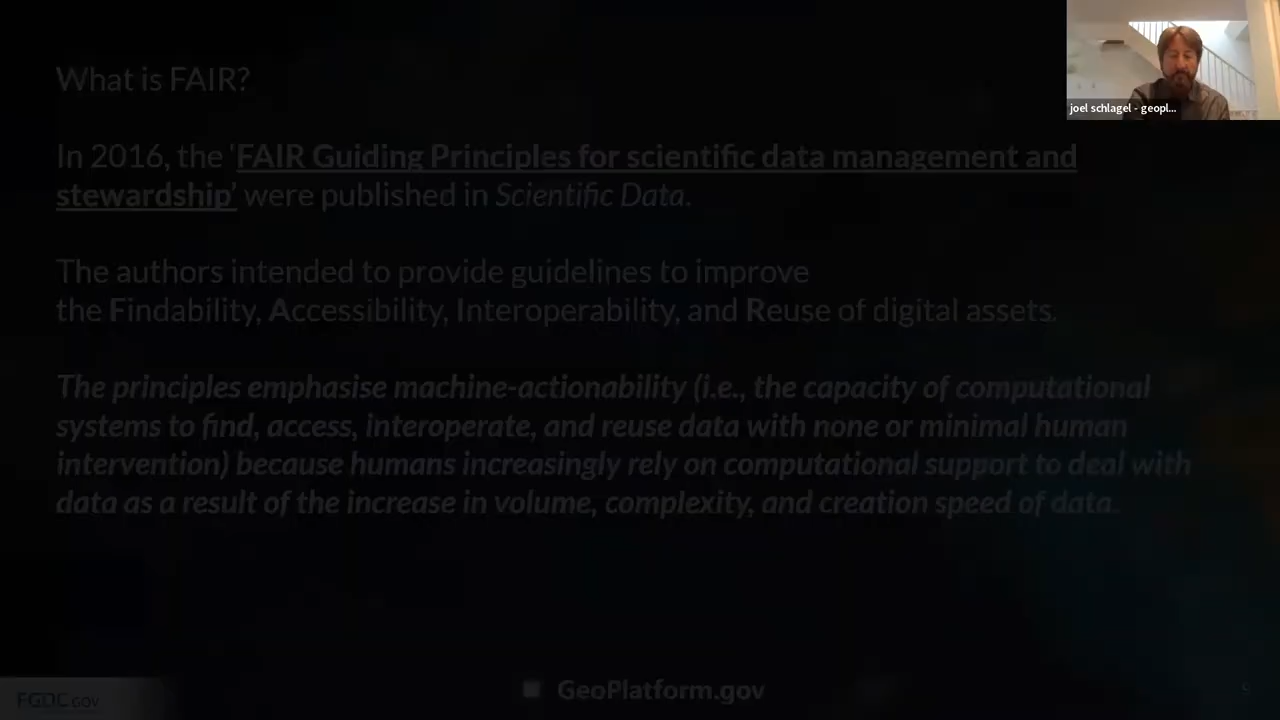 What is FAIR?
In 2016, the ‘FAIR Guiding Principles for scientific data management and
stewardship’ were published in Scientific Data.
The authors intended to provide guidelines to improve
the Findability, Accessibility, Interoperability, and Reuse of digital assets.
The principles emphasise machine-actionability (i.e., the capacity of computational
systems to find, access, interoperate, and reuse data with none or minimal human
intervention) because humans increasingly rely on computational support to deal with
data as a result of the increase in volume, complexity, and creation speed of data.
joel schlagel - geopl...
FGDC.GOV
GeoPlatform.gov